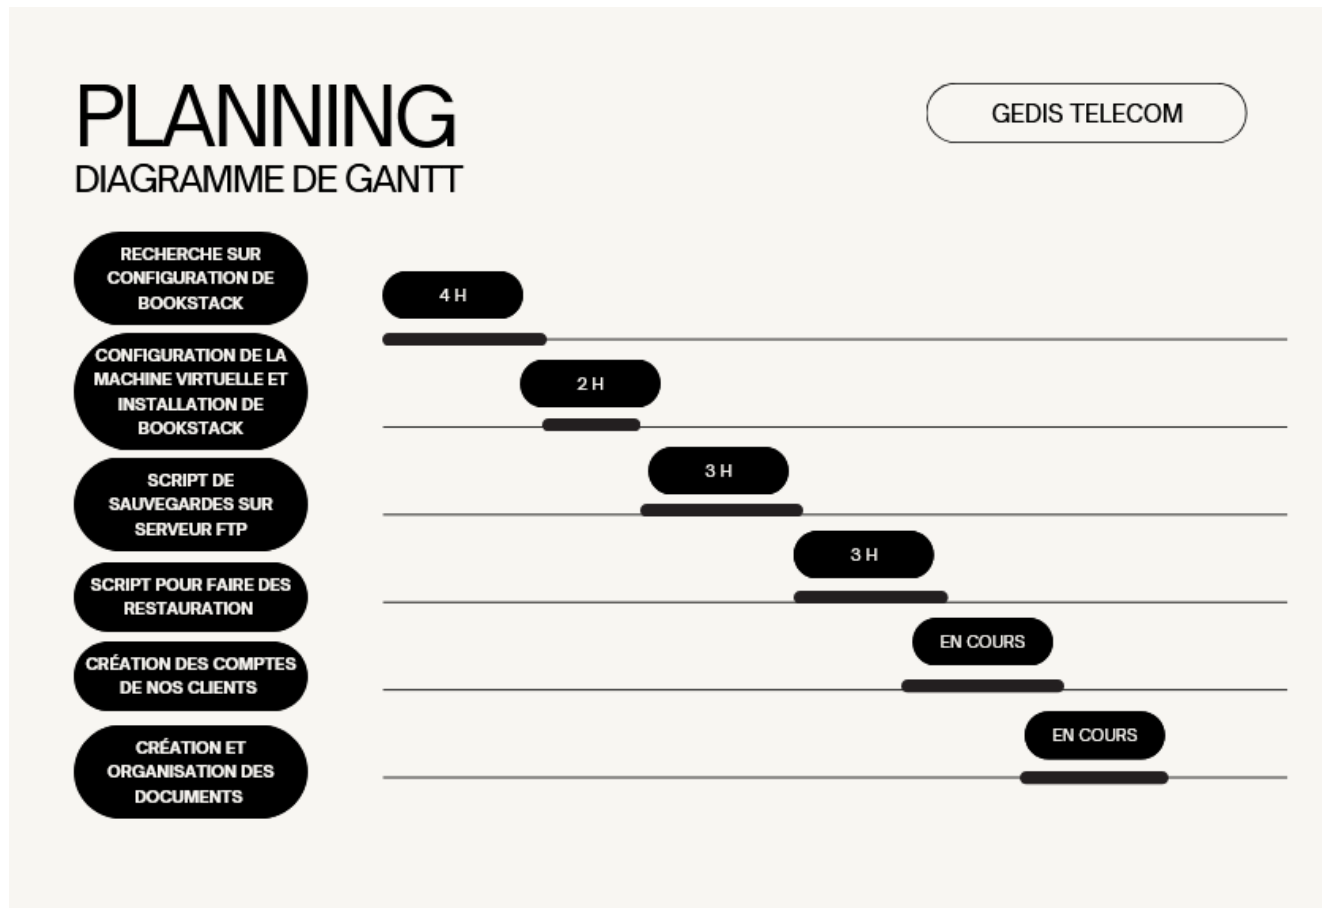 PLANNING
DIAGRAMME DE GANTT
GEDIS TELECOM
RECHERCHE SUR
CONFIGURATION DE
BOOKSTACK
4 H
CONFIGURATION DE LA
MACHINE VIRTUELLE ET
INSTALLATION DE
BOOKSTACK
2 H
SCRIPT DE
SAUVEGARDES SUR
SERVEUR FTP
3 H
SCRIPT POUR FAIRE DES
RESTAURATION
3 H
CRÉATION DES COMPTES
DE NOS CLIENTS
EN COURS
CRÉATION ET
ORGANISATION DES
DOCUMENTS
EN COURS